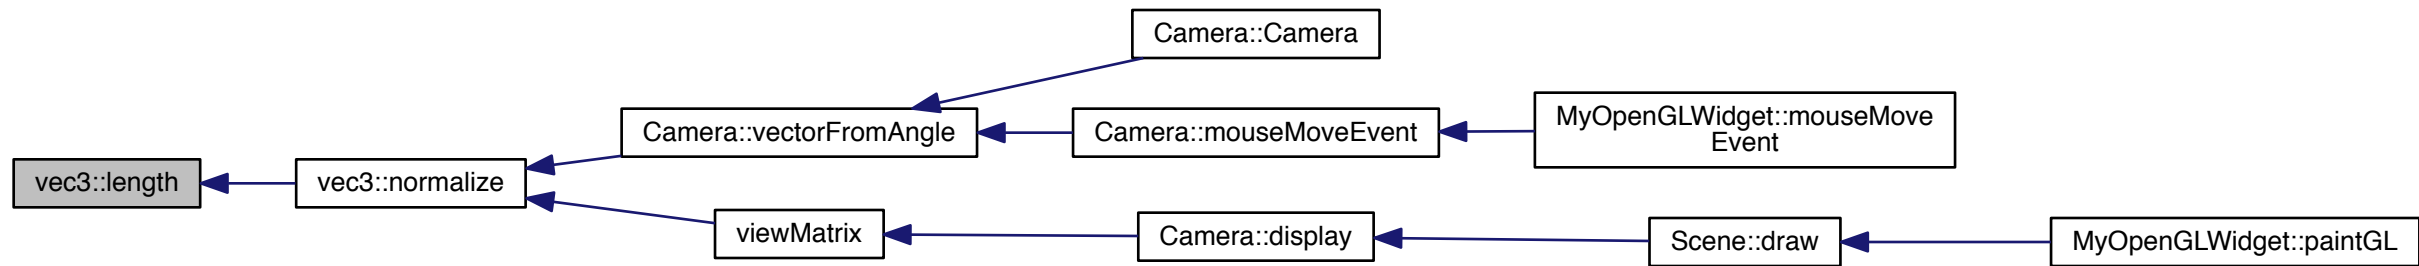 Camera::Camera
MyOpenGLWidget::mouseMove
Event
Camera::vectorFromAngle
Camera::mouseMoveEvent
vec3::length
vec3::normalize
viewMatrix
Camera::display
Scene::draw
MyOpenGLWidget::paintGL